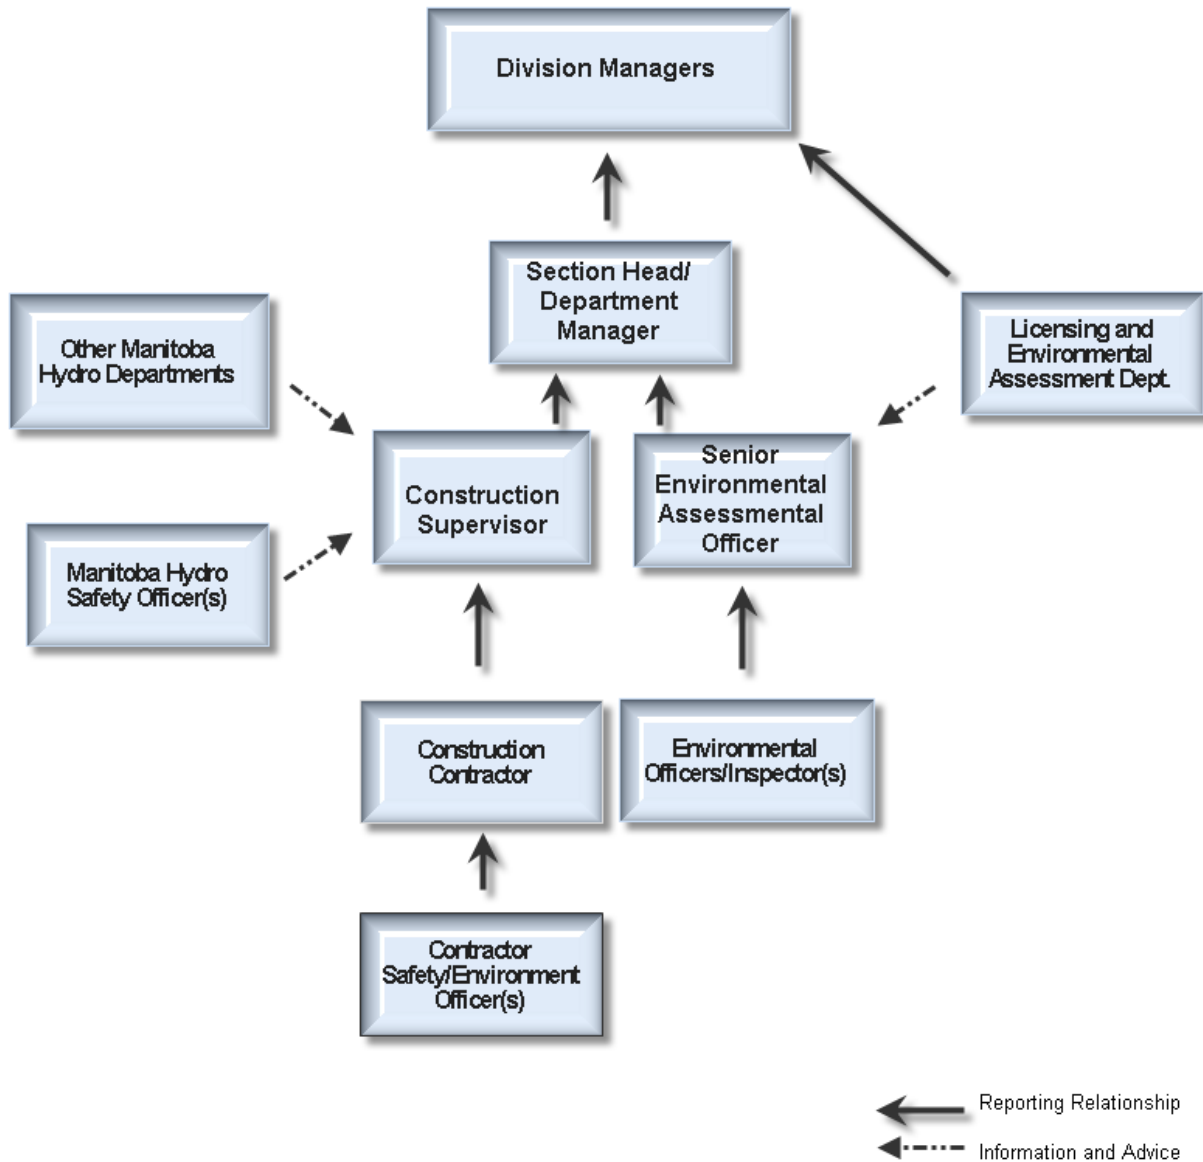 Division Managers
Section Head/
Department
Manager
Other Manitoba
Hydro Departments
Licensing and
Environmental
Assessment Dept.
Construction
Supervisor
Senior
Environmental
Assessmental
Officer
Manitoba Hydro
Safety Officer(s)
Construction
Contractor
Environmental
Officers/Inspector(s)
Contractor
Safety/Environment
Officer(s)
Reporting Relationship
Information and Advice